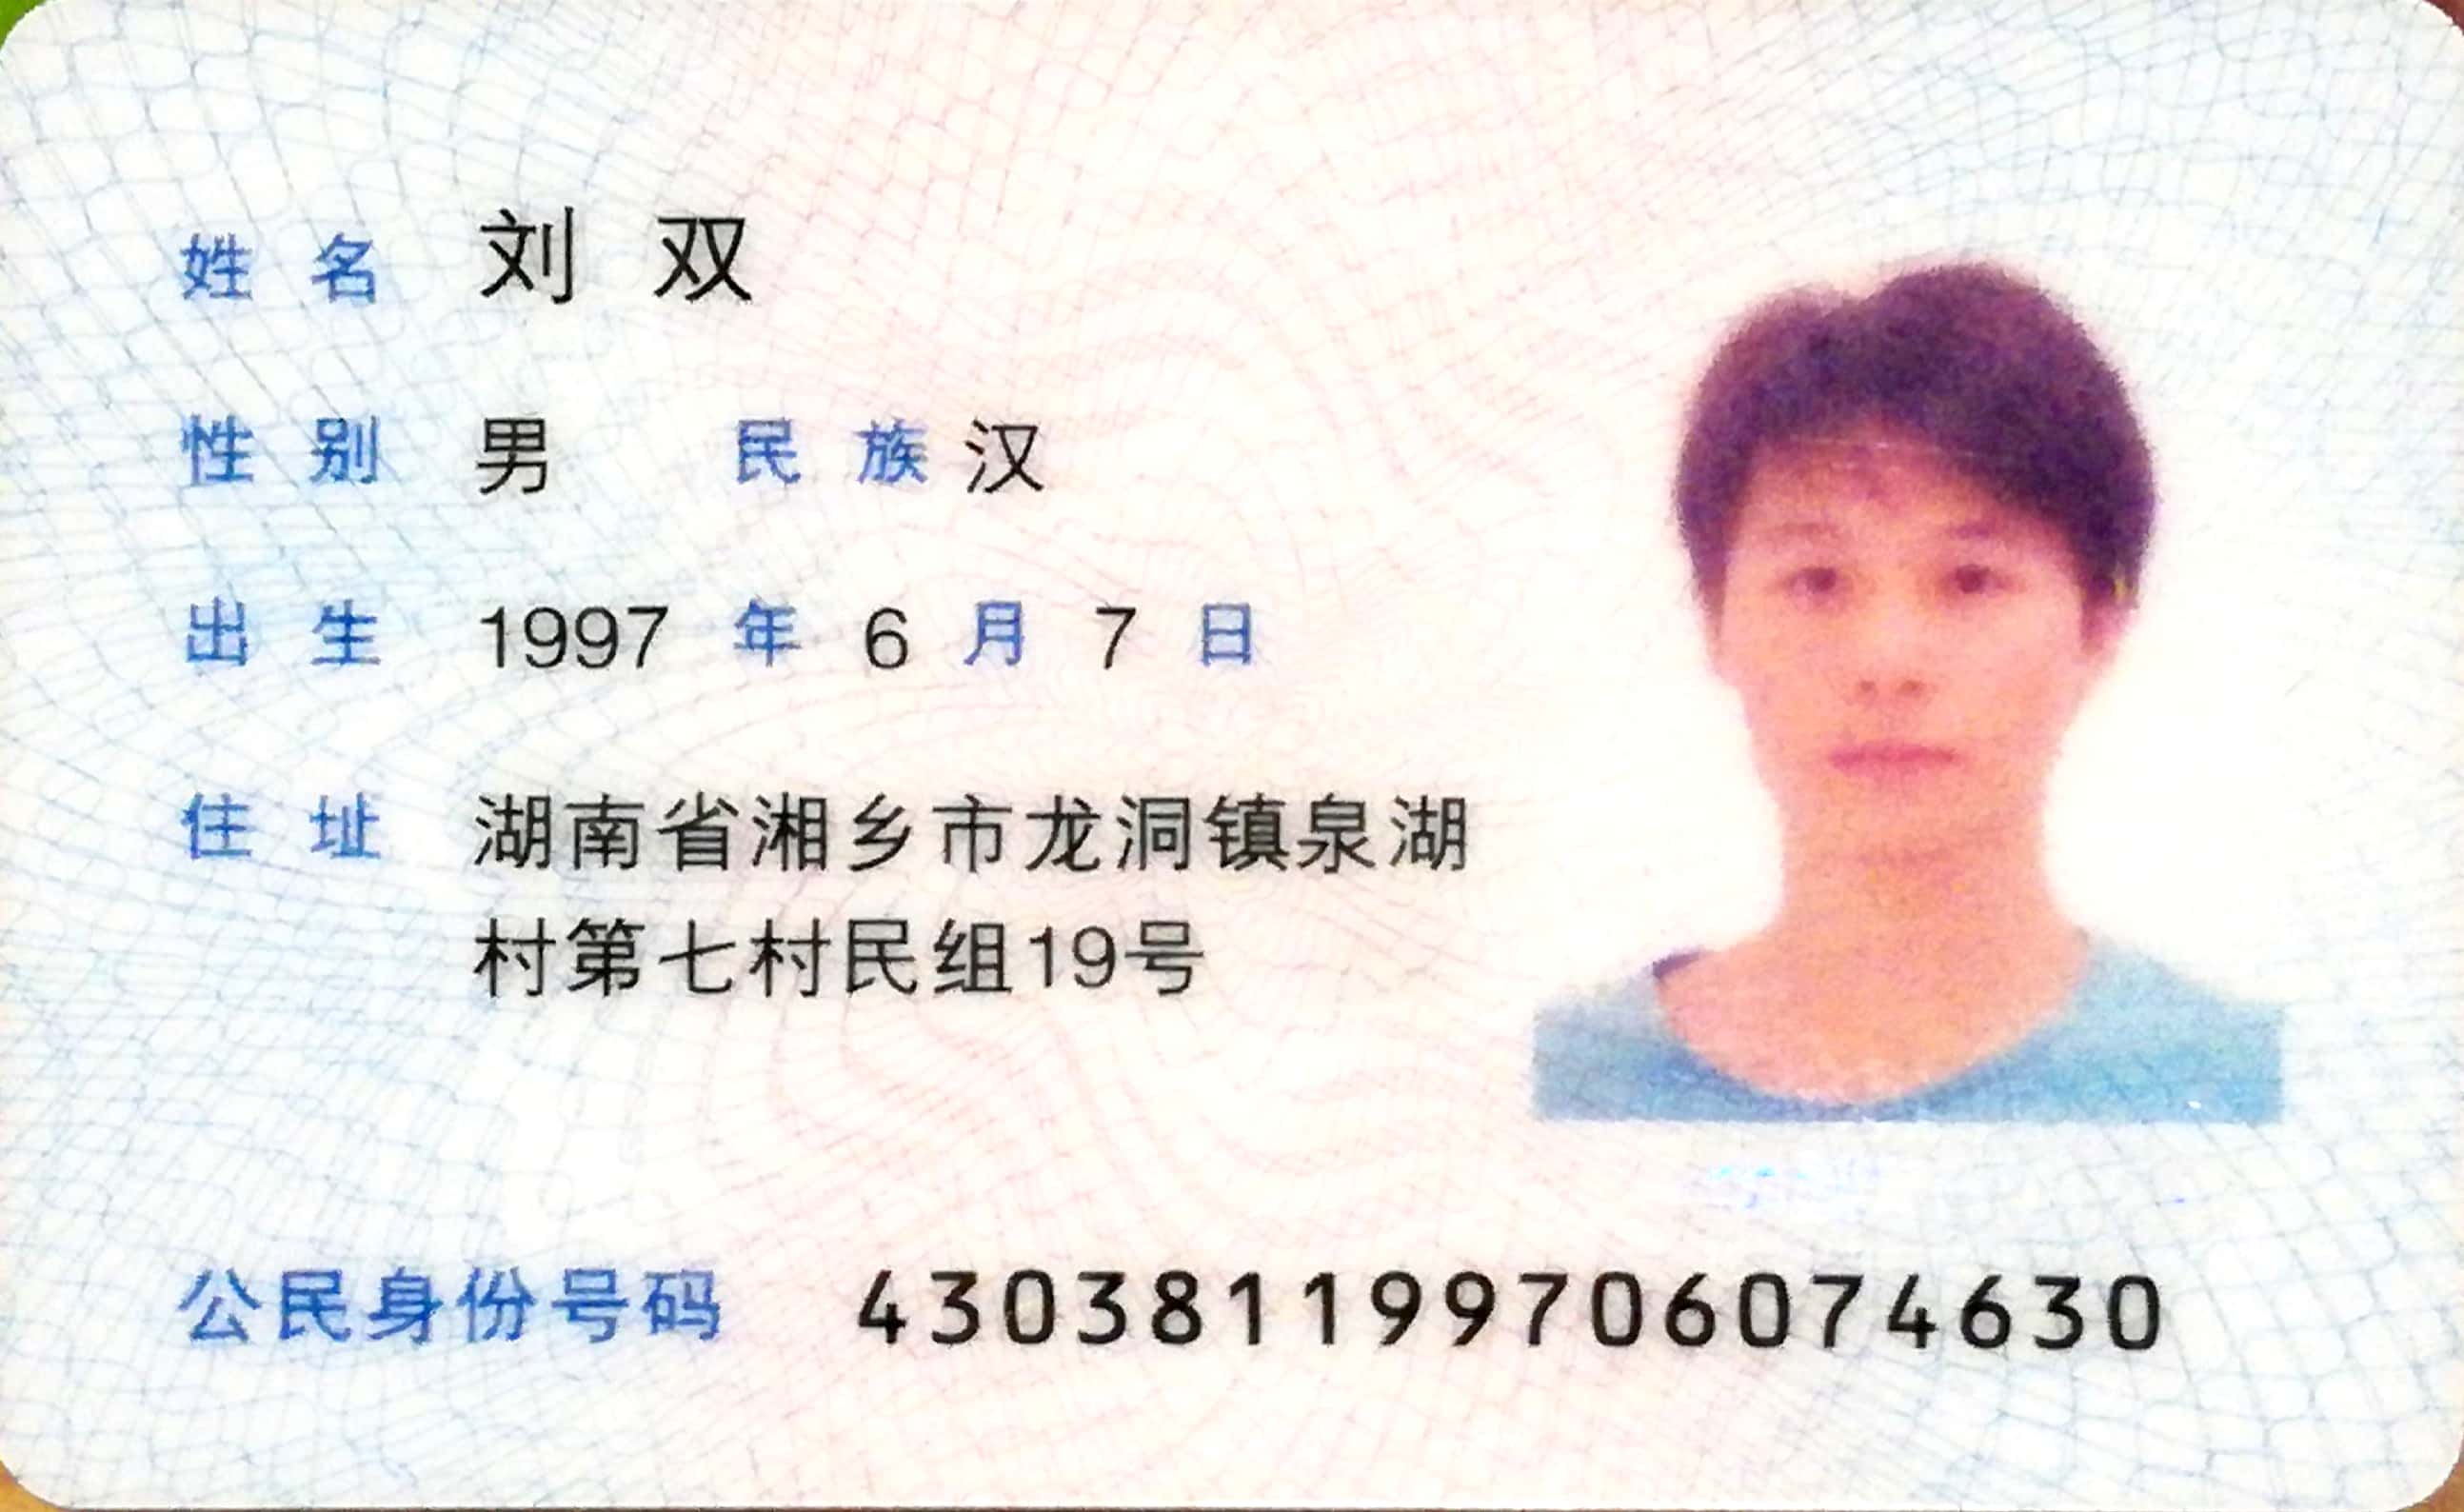 姓名 刘双
性别 男 民族 汉
出生 1997 年 6 月 7 日
住址 湖南省湘乡市龙洞镇泉湖
村第七村民组19号
公民身份号码 430381199706074630